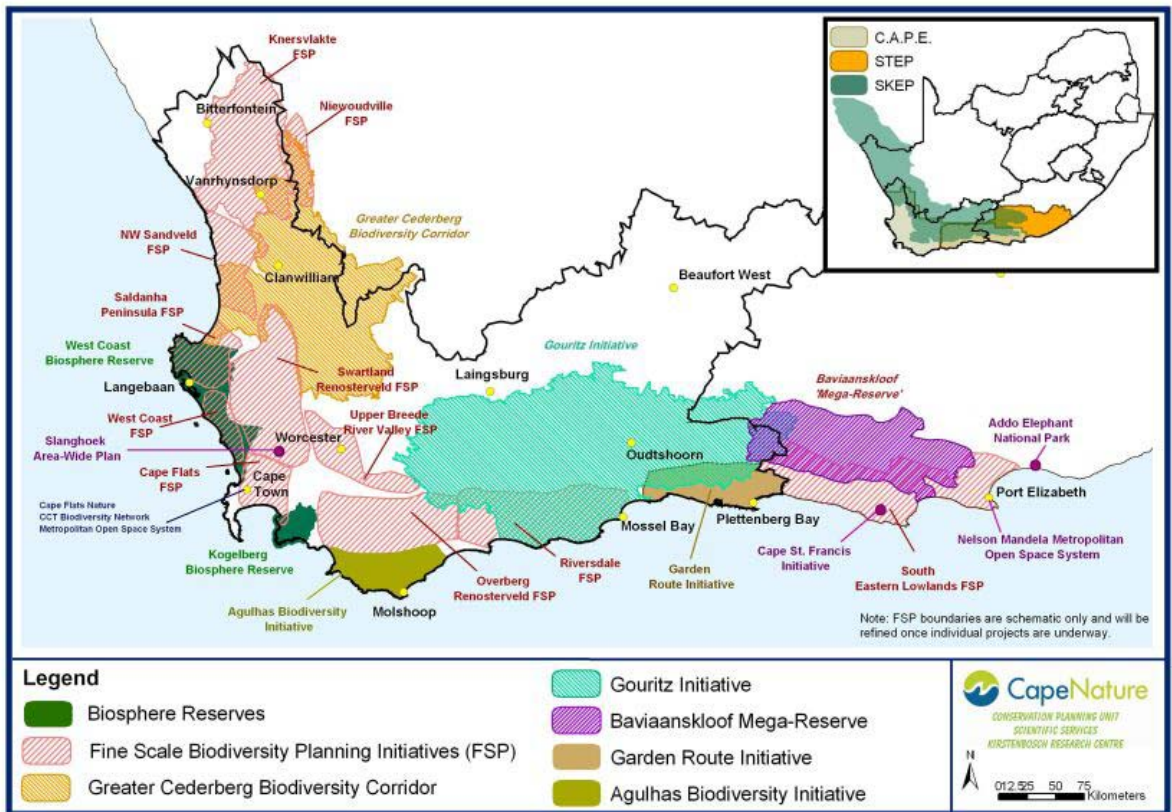 Knersvlakte
FSP
Bitterfontein
Niewoudville
FSP
Vanrhynsdorp
Greater Cederberg
Biodiversity Corridor
NW Sandveld
FSP
Clanwilliam
Beaufort West
Saldanha
Peninsula FSP
West Coast
Biosphere Reserve
Gouritz Initiative
Langebaan
Swartland
Renosterveld FSP
Laingsburg
Baviaanskloof
'Mega-Reserve'
West Coast
FSP
Upper Breede
River Valley FSP
Slanghoek
Area-Wide Plan
Worcester
Addo Elephant
National Park
Oudtshoorn
Cape Flats
FSP
Cape
Town
Cape Flats Nature
CCT Biodiversity Network
Metropolitan Open Space System
Port Elizabeth
Mossel Bay
Plettenberg Bay
Kogelberg
Biosphere Reserve
Riversdale
FSP
Garden
Route Initiative
Cape St. Francis
Initiative
Nelson Mandela Metropolitan
Open Space System
South
Eastern Lowlands FSP
Overberg
Renosterveld FSP
Agulhas Biodiversity
Initiative
Molshoop
Note: FSP boundaries are schematic only and will be
refined once individual projects are underway.
C.A.P.E.
STEP
SKEP
Legend
Biosphere Reserves
Fine Scale Biodiversity Planning Initiatives (FSP)
Greater Cederberg Biodiversity Corridor
Gouritz Initiative
Baviaanskloof Mega-Reserve
Garden Route Initiative
Agulhas Biodiversity Initiative
CapeNature
CONSERVATION PLANNING UNIT
SCIENTIFIC SERVICES
KIRSTENBOSCH RESEARCH CENTRE
N
012.525 50 75
Kilometers